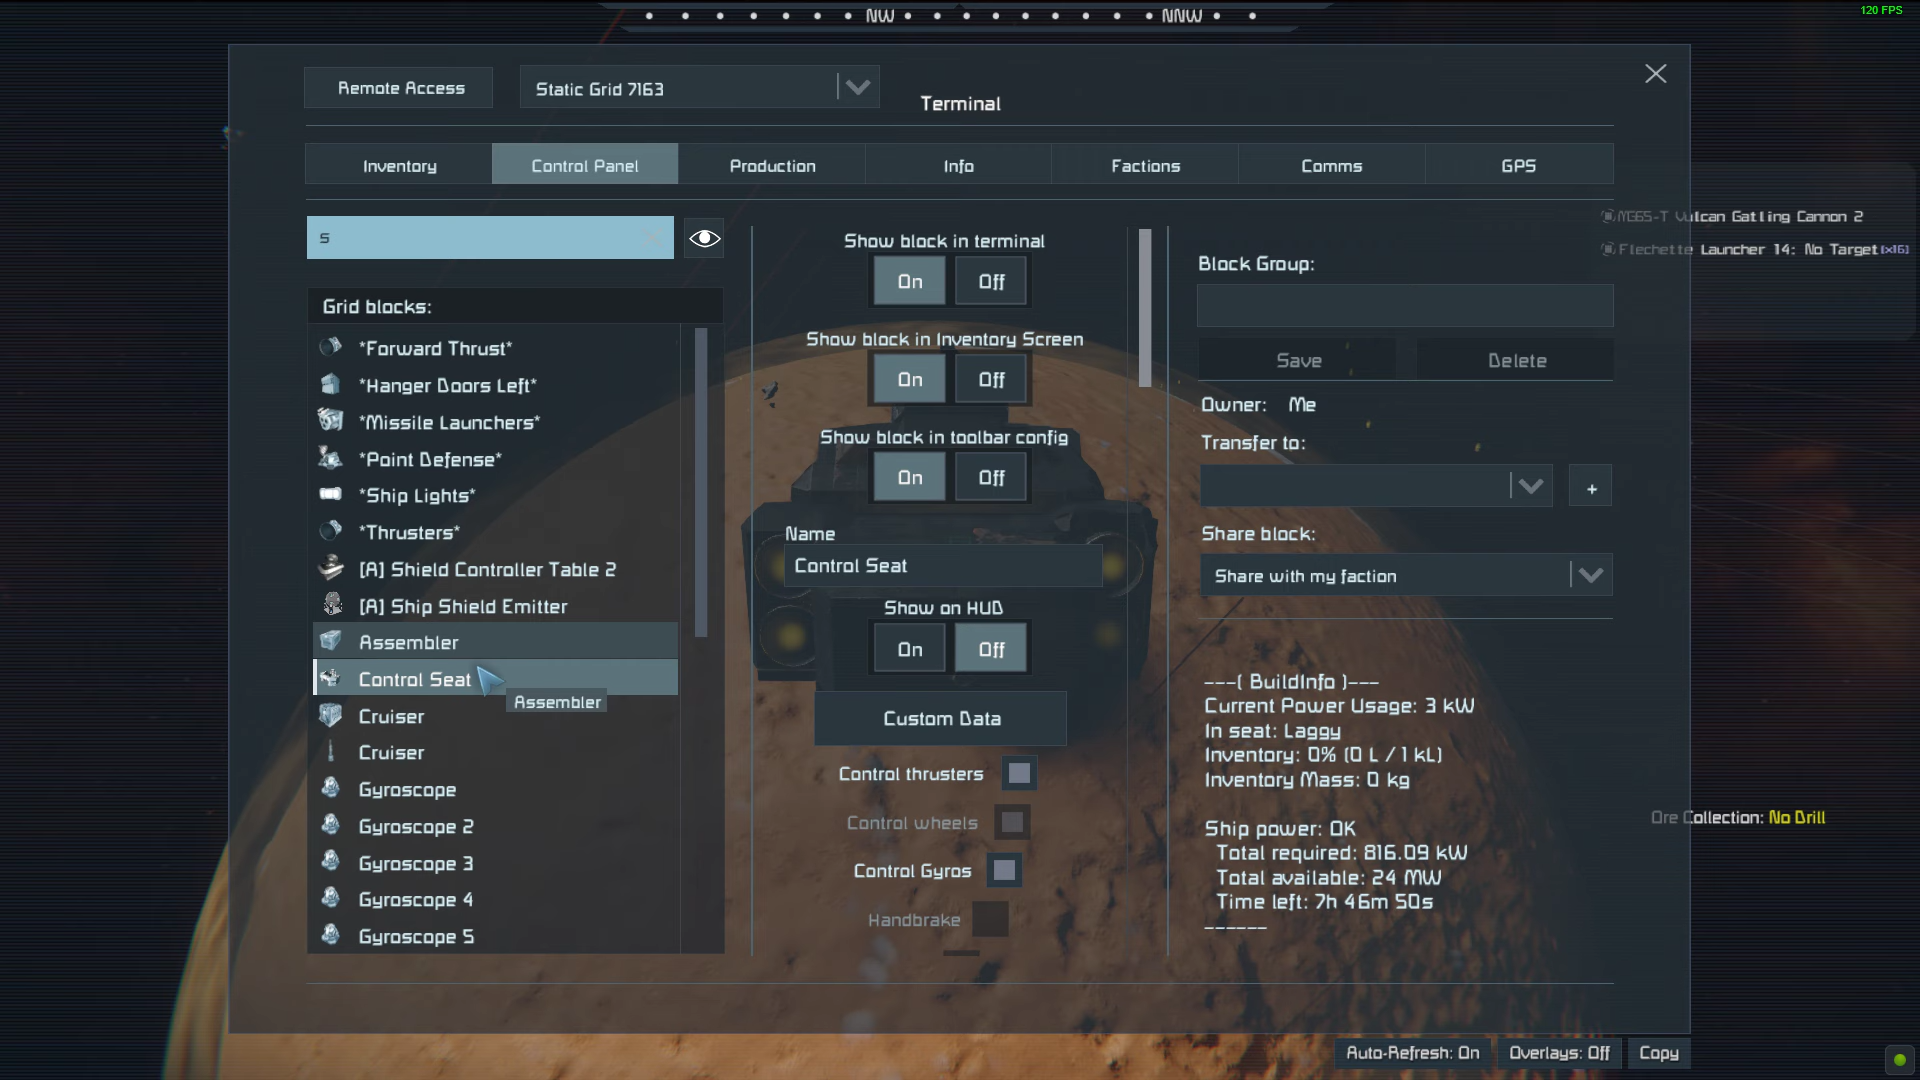 NW
NNW
120 FPS
Remote Access
Static Grid 7163
Terminal
Inventory
Control Panel
Production
Info
Factions
Comms
GPS
s
Grid blocks:
*Forward Thrust*
*Hanger Doors Left*
*Missile Launchers*
*Point Defense*
*Ship Lights*
*Thrusters*
[A] Shield Controller Table 2
[A] Ship Shield Emitter
Assembler
Control Seat
Assembler
Cruiser
Cruiser
Gyroscope
Gyroscope 2
Gyroscope 3
Gyroscope 4
Gyroscope 5
Show block in terminal
On
Off
Show block in Inventory Screen
On
Off
Show block in toolbar config
On
Off
Name
Control Seat
Show on HUD
On
Off
Custom Data
Control thrusters
Control wheels
Control Gyros
Handbrake
Block Group:
Save
Delete
Owner: Me
Transfer to:
+
Share block:
Share with my faction
---( BuildInfo )---
Current Power Usage: 3 kW
In seat: Laggy
Inventory: 0% (0 L / 1 kL)
Inventory Mass: 0 kg
Ship power: OK
Total required: 816.09 kW
Total available: 24 MW
Time left: 7h 46m 50s
------
MG65-T Vulcan Gatling Cannon 2
Flechette Launcher 14: No Target [x16]
Ore Collection: No Drill
Auto-Refresh: On
Overlays: Off
Copy